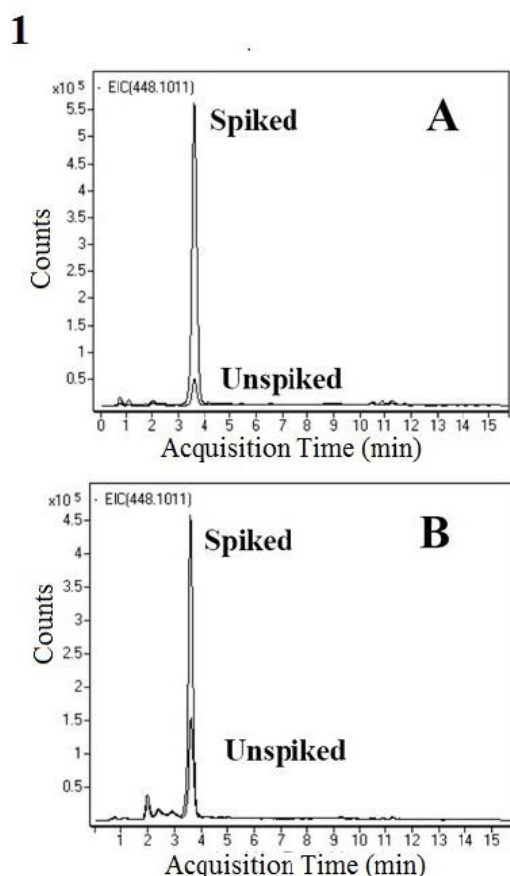 1
×10 5 - EIC(448.1011)
A
Spiked
Unspiked
Counts
5.5
5
4.5
4
3.5
3
2.5
2
1.5
1
0.5
0 1 2 3 4 5 6 7 8 9 10 11 12 13 14 15
Acquisition Time (min)
×10 5 - EIC(448.1011)
B
Spiked
Unspiked
Counts
4.5
4
3.5
3
2.5
2
1.5
1
0.5
1 2 3 4 5 6 7 8 9 10 11 12 13 14 15
Acquisition Time (min)